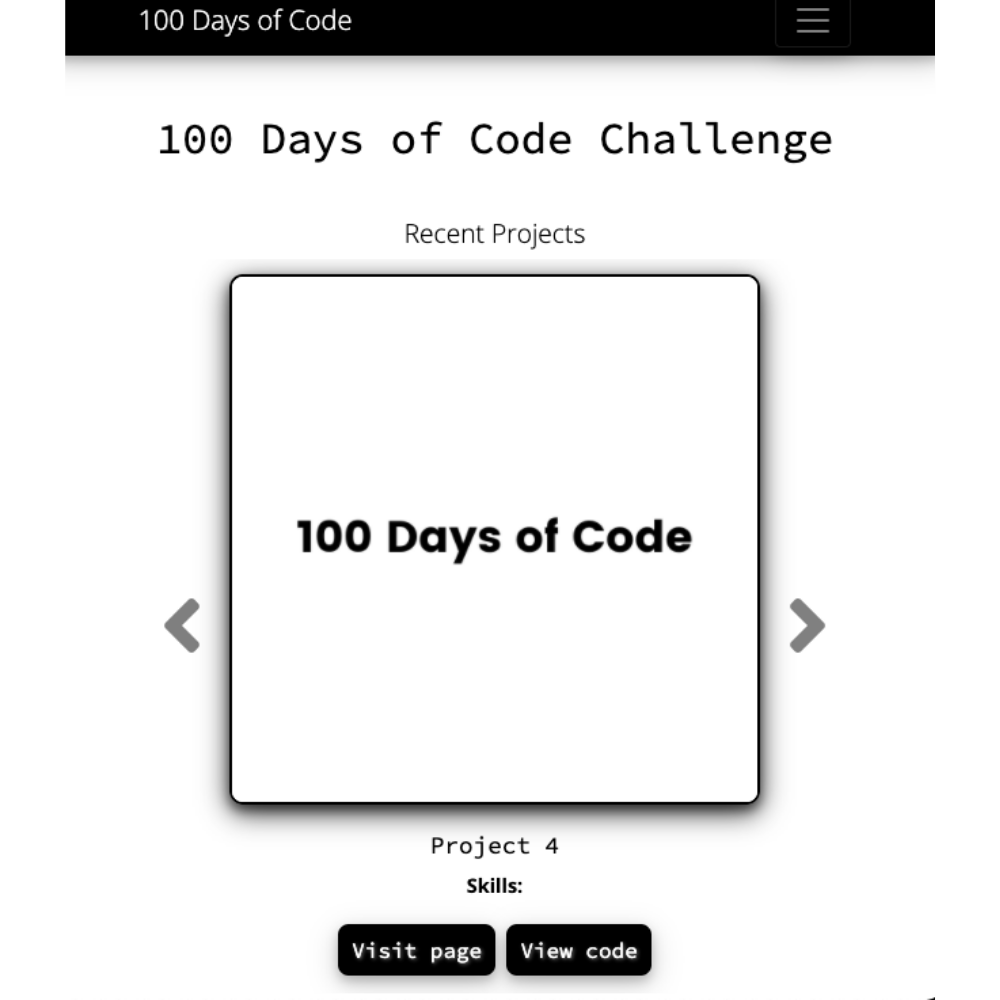 100 Days of Code
100 Days of Code Challenge
Recent Projects
100 Days of Code
Project 4
Skills:
Visit page
View code